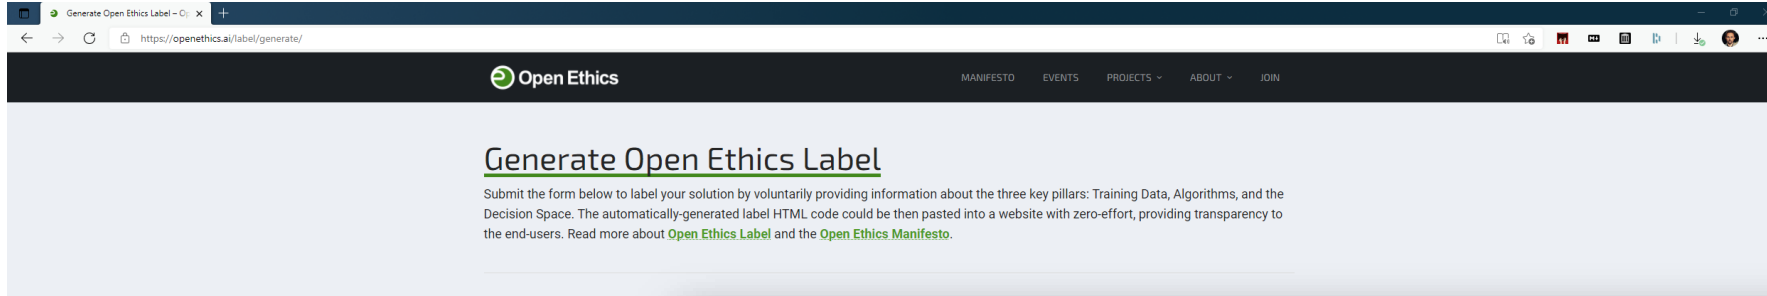 Generate Open Ethics Label – Op
https://openethics.ai/label/generate/
Open Ethics
MANIFESTO EVENTS PROJECTS ABOUT JOIN
Generate Open Ethics Label
Submit the form below to label your solution by voluntarily providing information about the three key pillars: Training Data, Algorithms, and the
Decision Space. The automatically-generated label HTML code could be then pasted into a website with zero-effort, providing transparency to
the end-users. Read more about Open Ethics Label and the Open Ethics Manifesto.